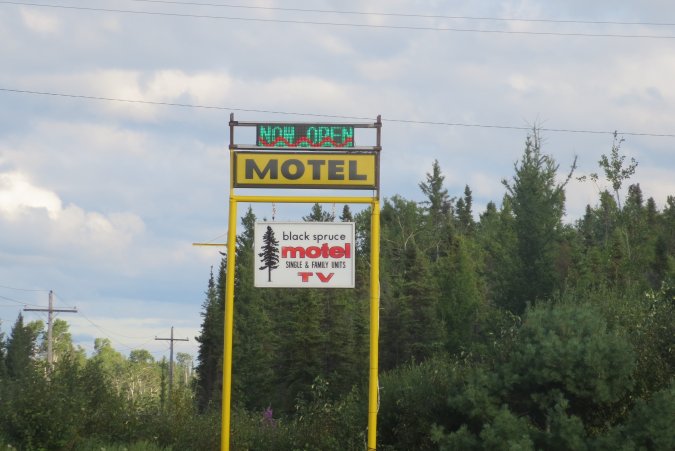 NOW OPEN
MOTEL
black spruce
motel
SINGLE & FAMILY UNITS
TV